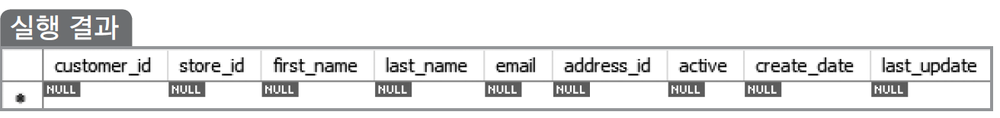 실행 결과
customer_id store_id first_name last_name email address_id active create_date last_update
* NULL NULL NULL NULL NULL NULL NULL NULL NULL